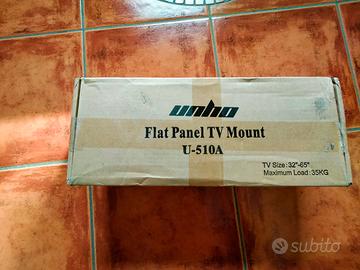 unho
Flat Panel TV Mount
U-510A
TV Size:32"-65"
Maximum Load:35KG
subito